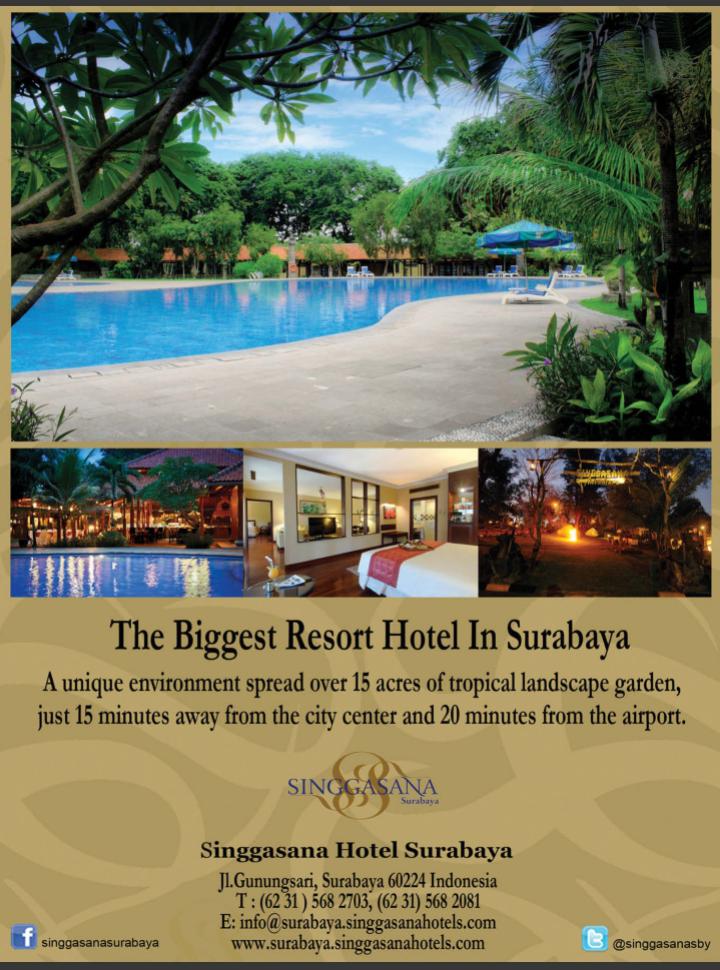 SINGGASANA
The Biggest Resort Hotel In Surabaya
A unique environment spread over 15 acres of tropical landscape garden,
just 15 minutes away from the city center and 20 minutes from the airport.
SINGGASANA
Surabaya
Singgasana Hotel Surabaya
Jl.Gunungsari, Surabaya 60224 Indonesia
T : (62 31 ) 568 2703, (62 31) 568 2081
E: info@surabaya.singgasanahotels.com
www.surabaya.singgasanahotels.com
singgasanasurabaya
@singgasanasby